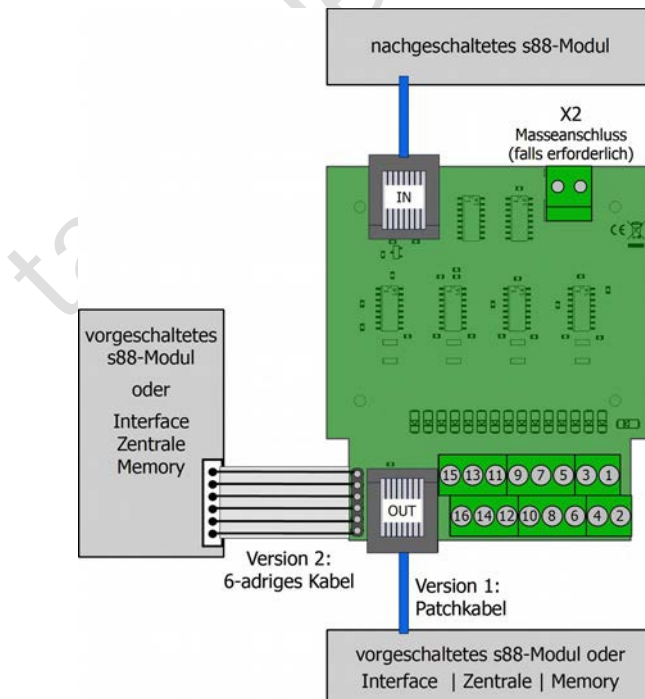 nachgeschaltetes s88-Modul
X2
Masseanschluss
(falls erforderlich)
IN
CE
vorgeschaltetes
s88-Modul
oder
Interface
Zentrale
Memory
15 13 11 9 7 5 3 1
OUT
16 14 12 10 8 6 4 2
Version 2:
6-adriges Kabel
Version 1:
Patchkabel
vorgeschaltetes s88-Modul oder
Interface | Zentrale | Memory